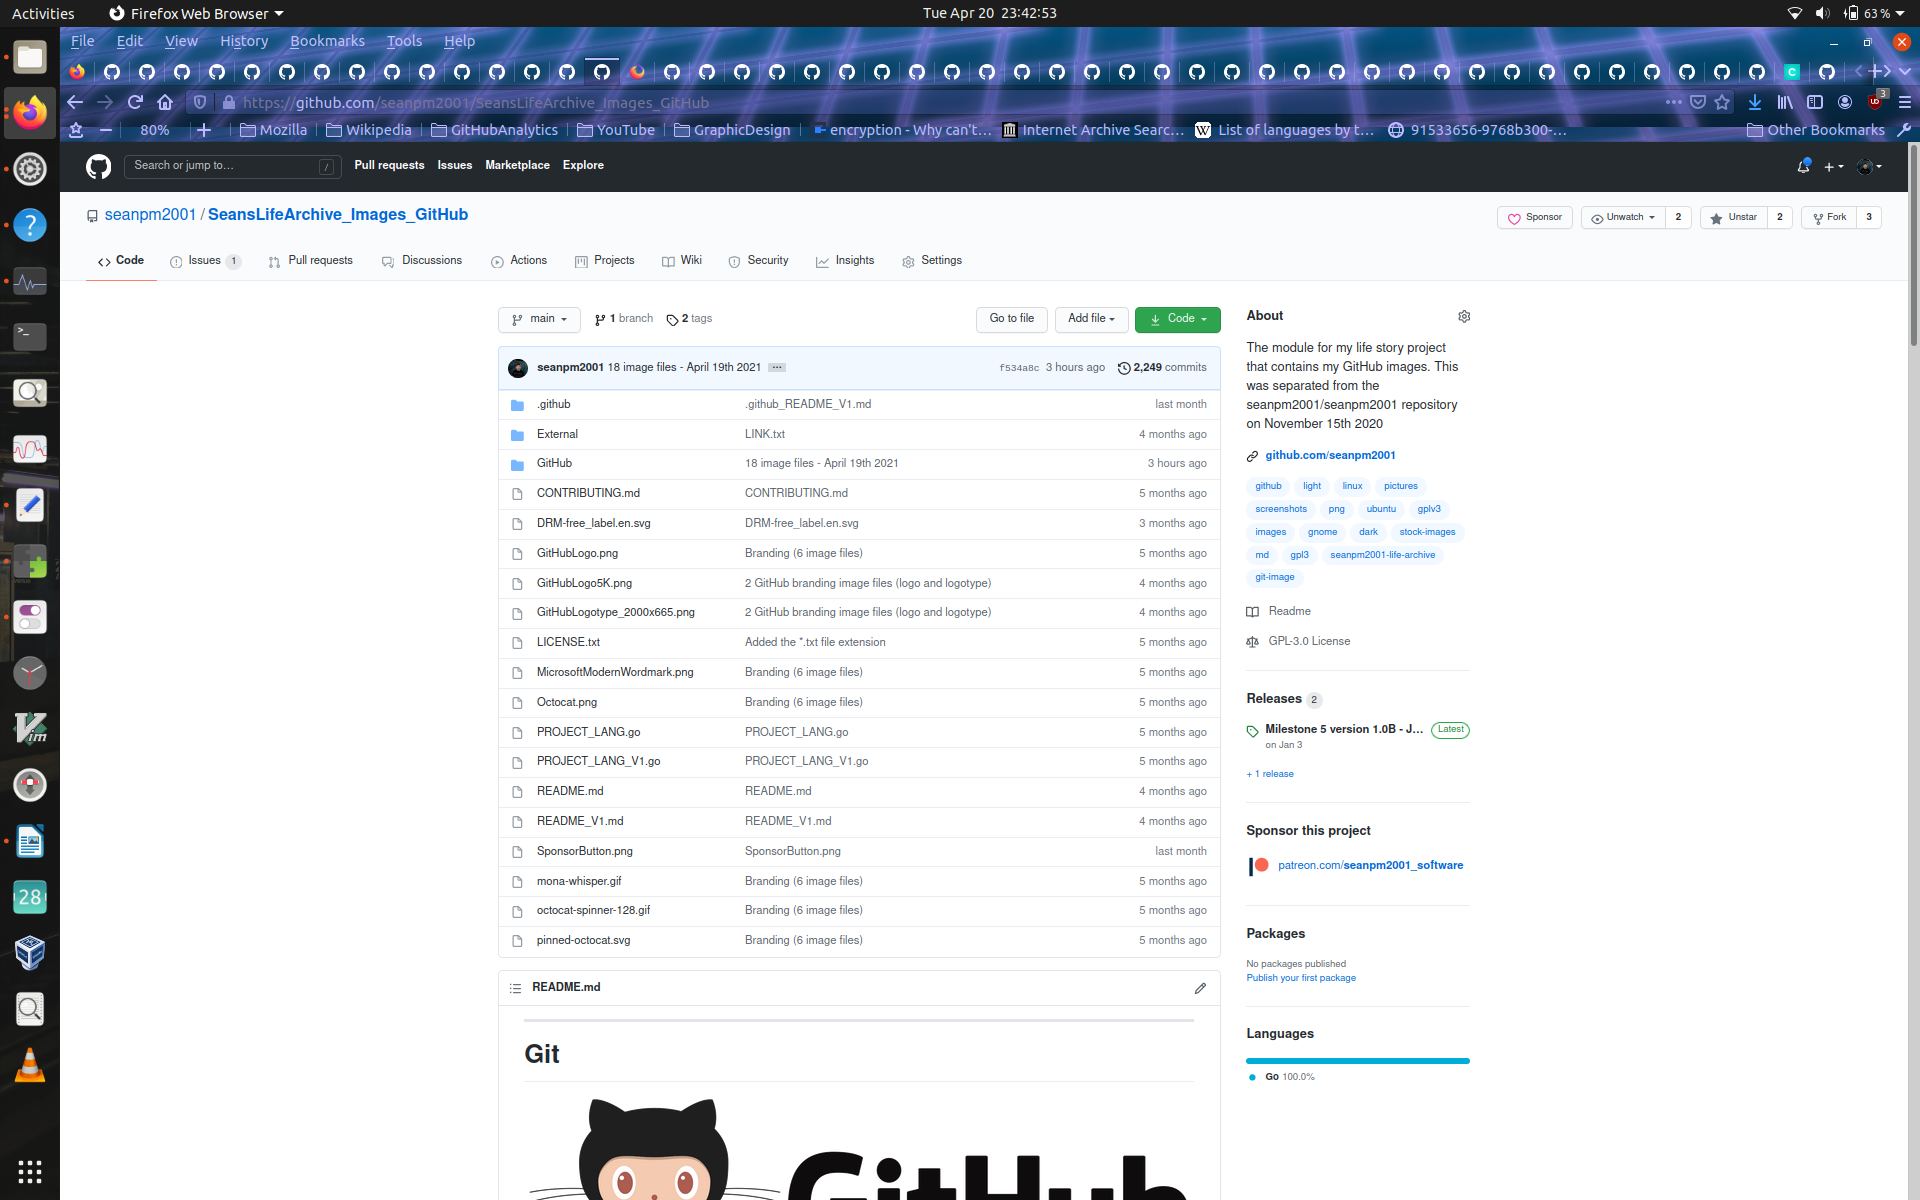 Activities Firefox Web Browser Tue Apr 20 23:42:53 63 %
File Edit View History Bookmarks Tools Help
https://github.com/seanpm2001/SeansLifeArchive_Images_GitHub 3
80% Mozilla Wikipedia GitHubAnalytics YouTube GraphicDesign encryption - Why can't… Internet Archive Searc… List of languages by t… 91533656-9768b300-… Other Bookmarks
Search or jump to… / Pull requests Issues Marketplace Explore
seanpm2001 / SeansLifeArchive_Images_GitHub Sponsor Unwatch 2 Unstar 2 Fork 3
Code Issues 1 Pull requests Discussions Actions Projects Wiki Security Insights Settings
main 1 branch 2 tags Go to file Add file Code
seanpm2001 18 image files - April 19th 2021 f534a8c 3 hours ago 2,249 commits
.github .github_README_V1.md last month
External LINK.txt 4 months ago
GitHub 18 image files - April 19th 2021 3 hours ago
CONTRIBUTING.md CONTRIBUTING.md 5 months ago
DRM-free_label.en.svg DRM-free_label.en.svg 3 months ago
GitHubLogo.png Branding (6 image files) 5 months ago
GitHubLogo5K.png 2 GitHub branding image files (logo and logotype) 4 months ago
GitHubLogotype_2000x665.png 2 GitHub branding image files (logo and logotype) 4 months ago
LICENSE.txt Added the *.txt file extension 5 months ago
MicrosoftModernWordmark.png Branding (6 image files) 5 months ago
Octocat.png Branding (6 image files) 5 months ago
PROJECT_LANG.go PROJECT_LANG.go 5 months ago
PROJECT_LANG_V1.go PROJECT_LANG_V1.go 5 months ago
README.md README.md 4 months ago
README_V1.md README_V1.md 4 months ago
SponsorButton.png SponsorButton.png last month
mona-whisper.gif Branding (6 image files) 5 months ago
octocat-spinner-128.gif Branding (6 image files) 5 months ago
pinned-octocat.svg Branding (6 image files) 5 months ago
README.md
Git
GitHub
About
The module for my life story project
that contains my GitHub images. This
was separated from the
seanpm2001/seanpm2001 repository
on November 15th 2020
github.com/seanpm2001
github light linux pictures
screenshots png ubuntu gplv3
images gnome dark stock-images
md gpl3 seanpm2001-life-archive
git-image
Readme
GPL-3.0 License
Releases 2
Milestone 5 version 1.0B - J… Latest
on Jan 3
+ 1 release
Sponsor this project
patreon.com/seanpm2001_software
Packages
No packages published
Publish your first package
Languages
Go 100.0%
Vim
28